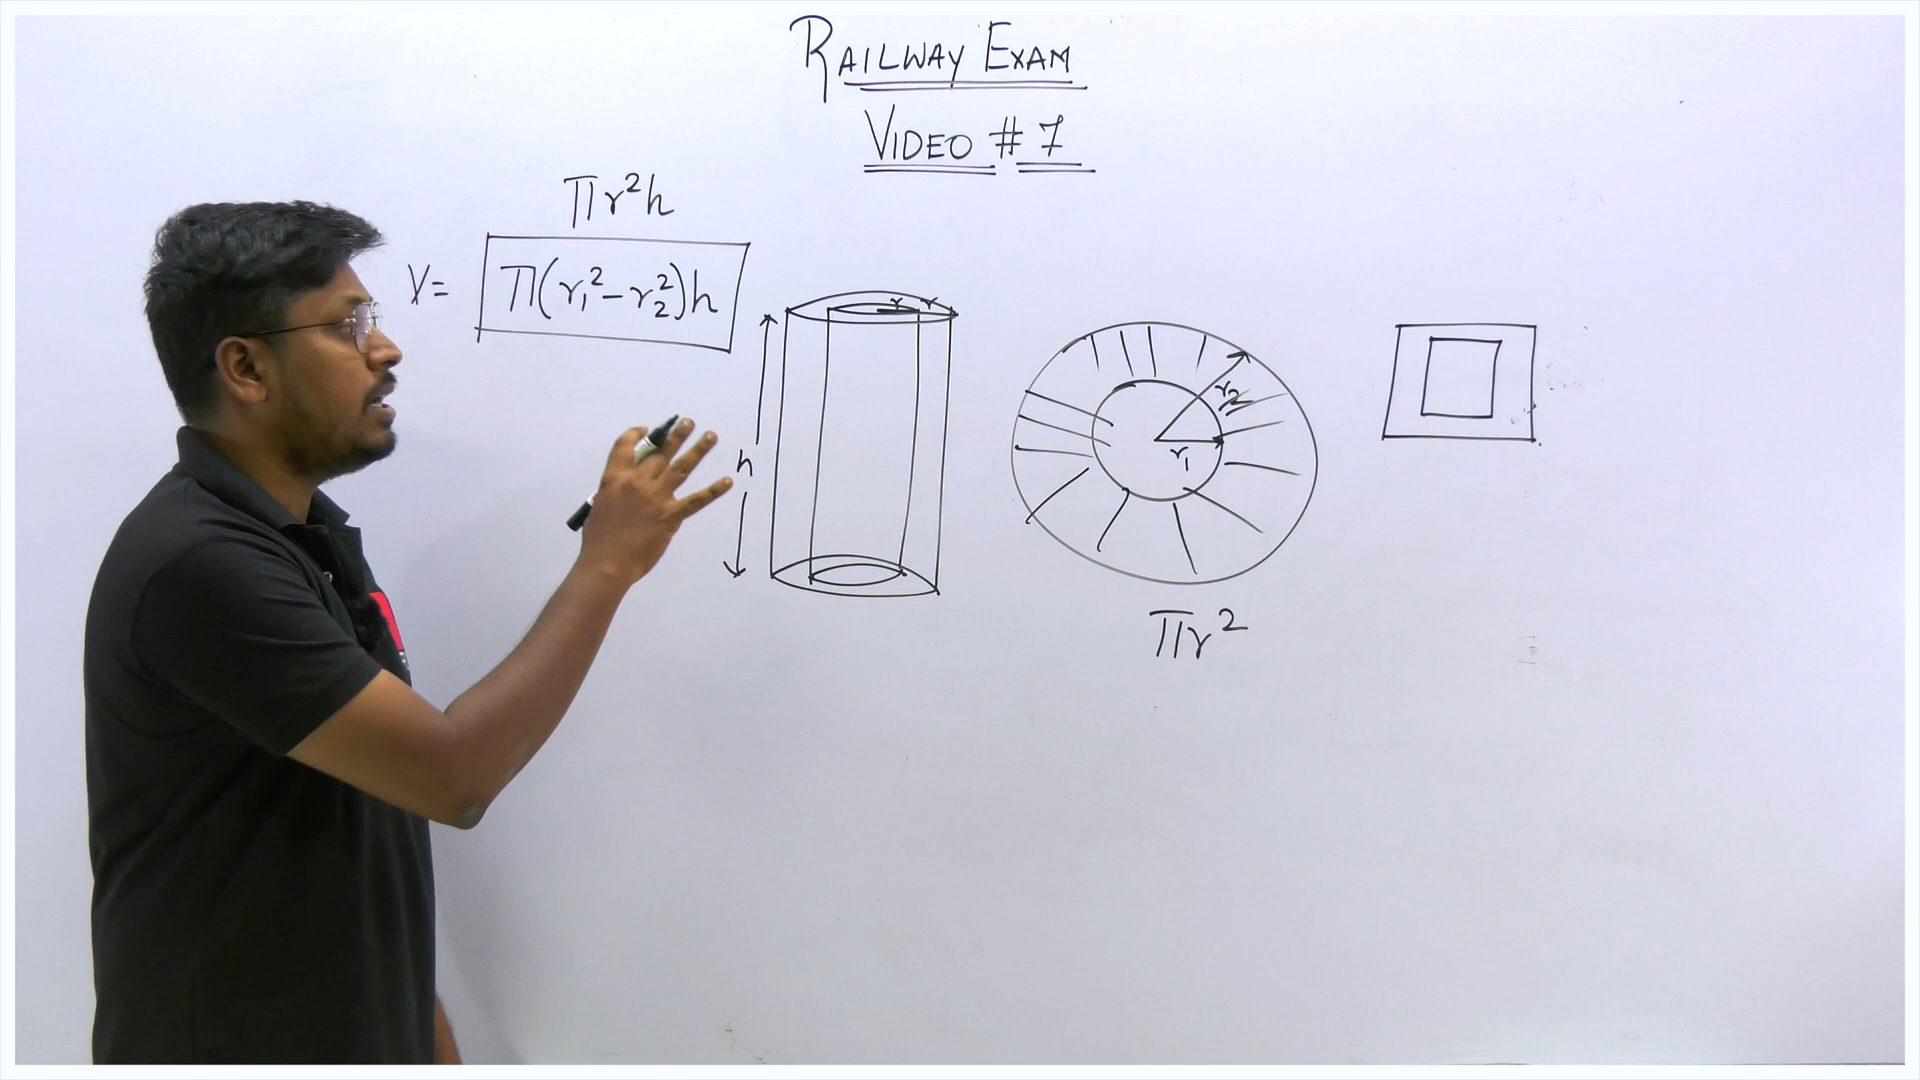 RAILWAY EXAM
VIDEO # 7
πr²h
V= π(r₁²-r₂²)h
r r
h
r₂
r₁
πr²